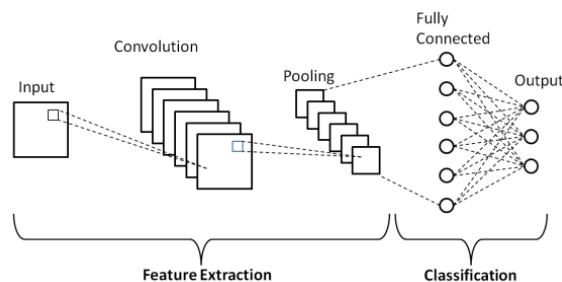 Input
Convolution
Pooling
Fully
Connected
Output
Feature Extraction
Classification